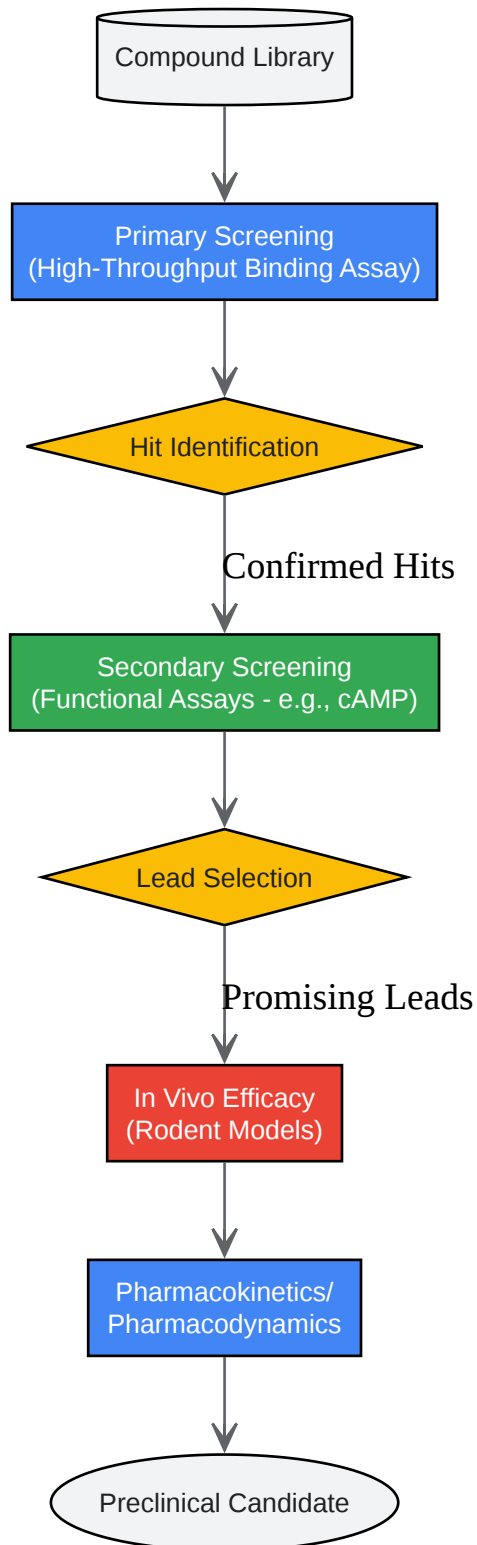 Compound Library
Primary Screening
(High-Throughput Binding Assay)
Hit Identification
Confirmed Hits
Secondary Screening
(Functional Assays - e.g., cAMP)
Lead Selection
Promising Leads
In Vivo Efficacy
(Rodent Models)
Pharmacokinetics/
Pharmacodynamics
Preclinical Candidate